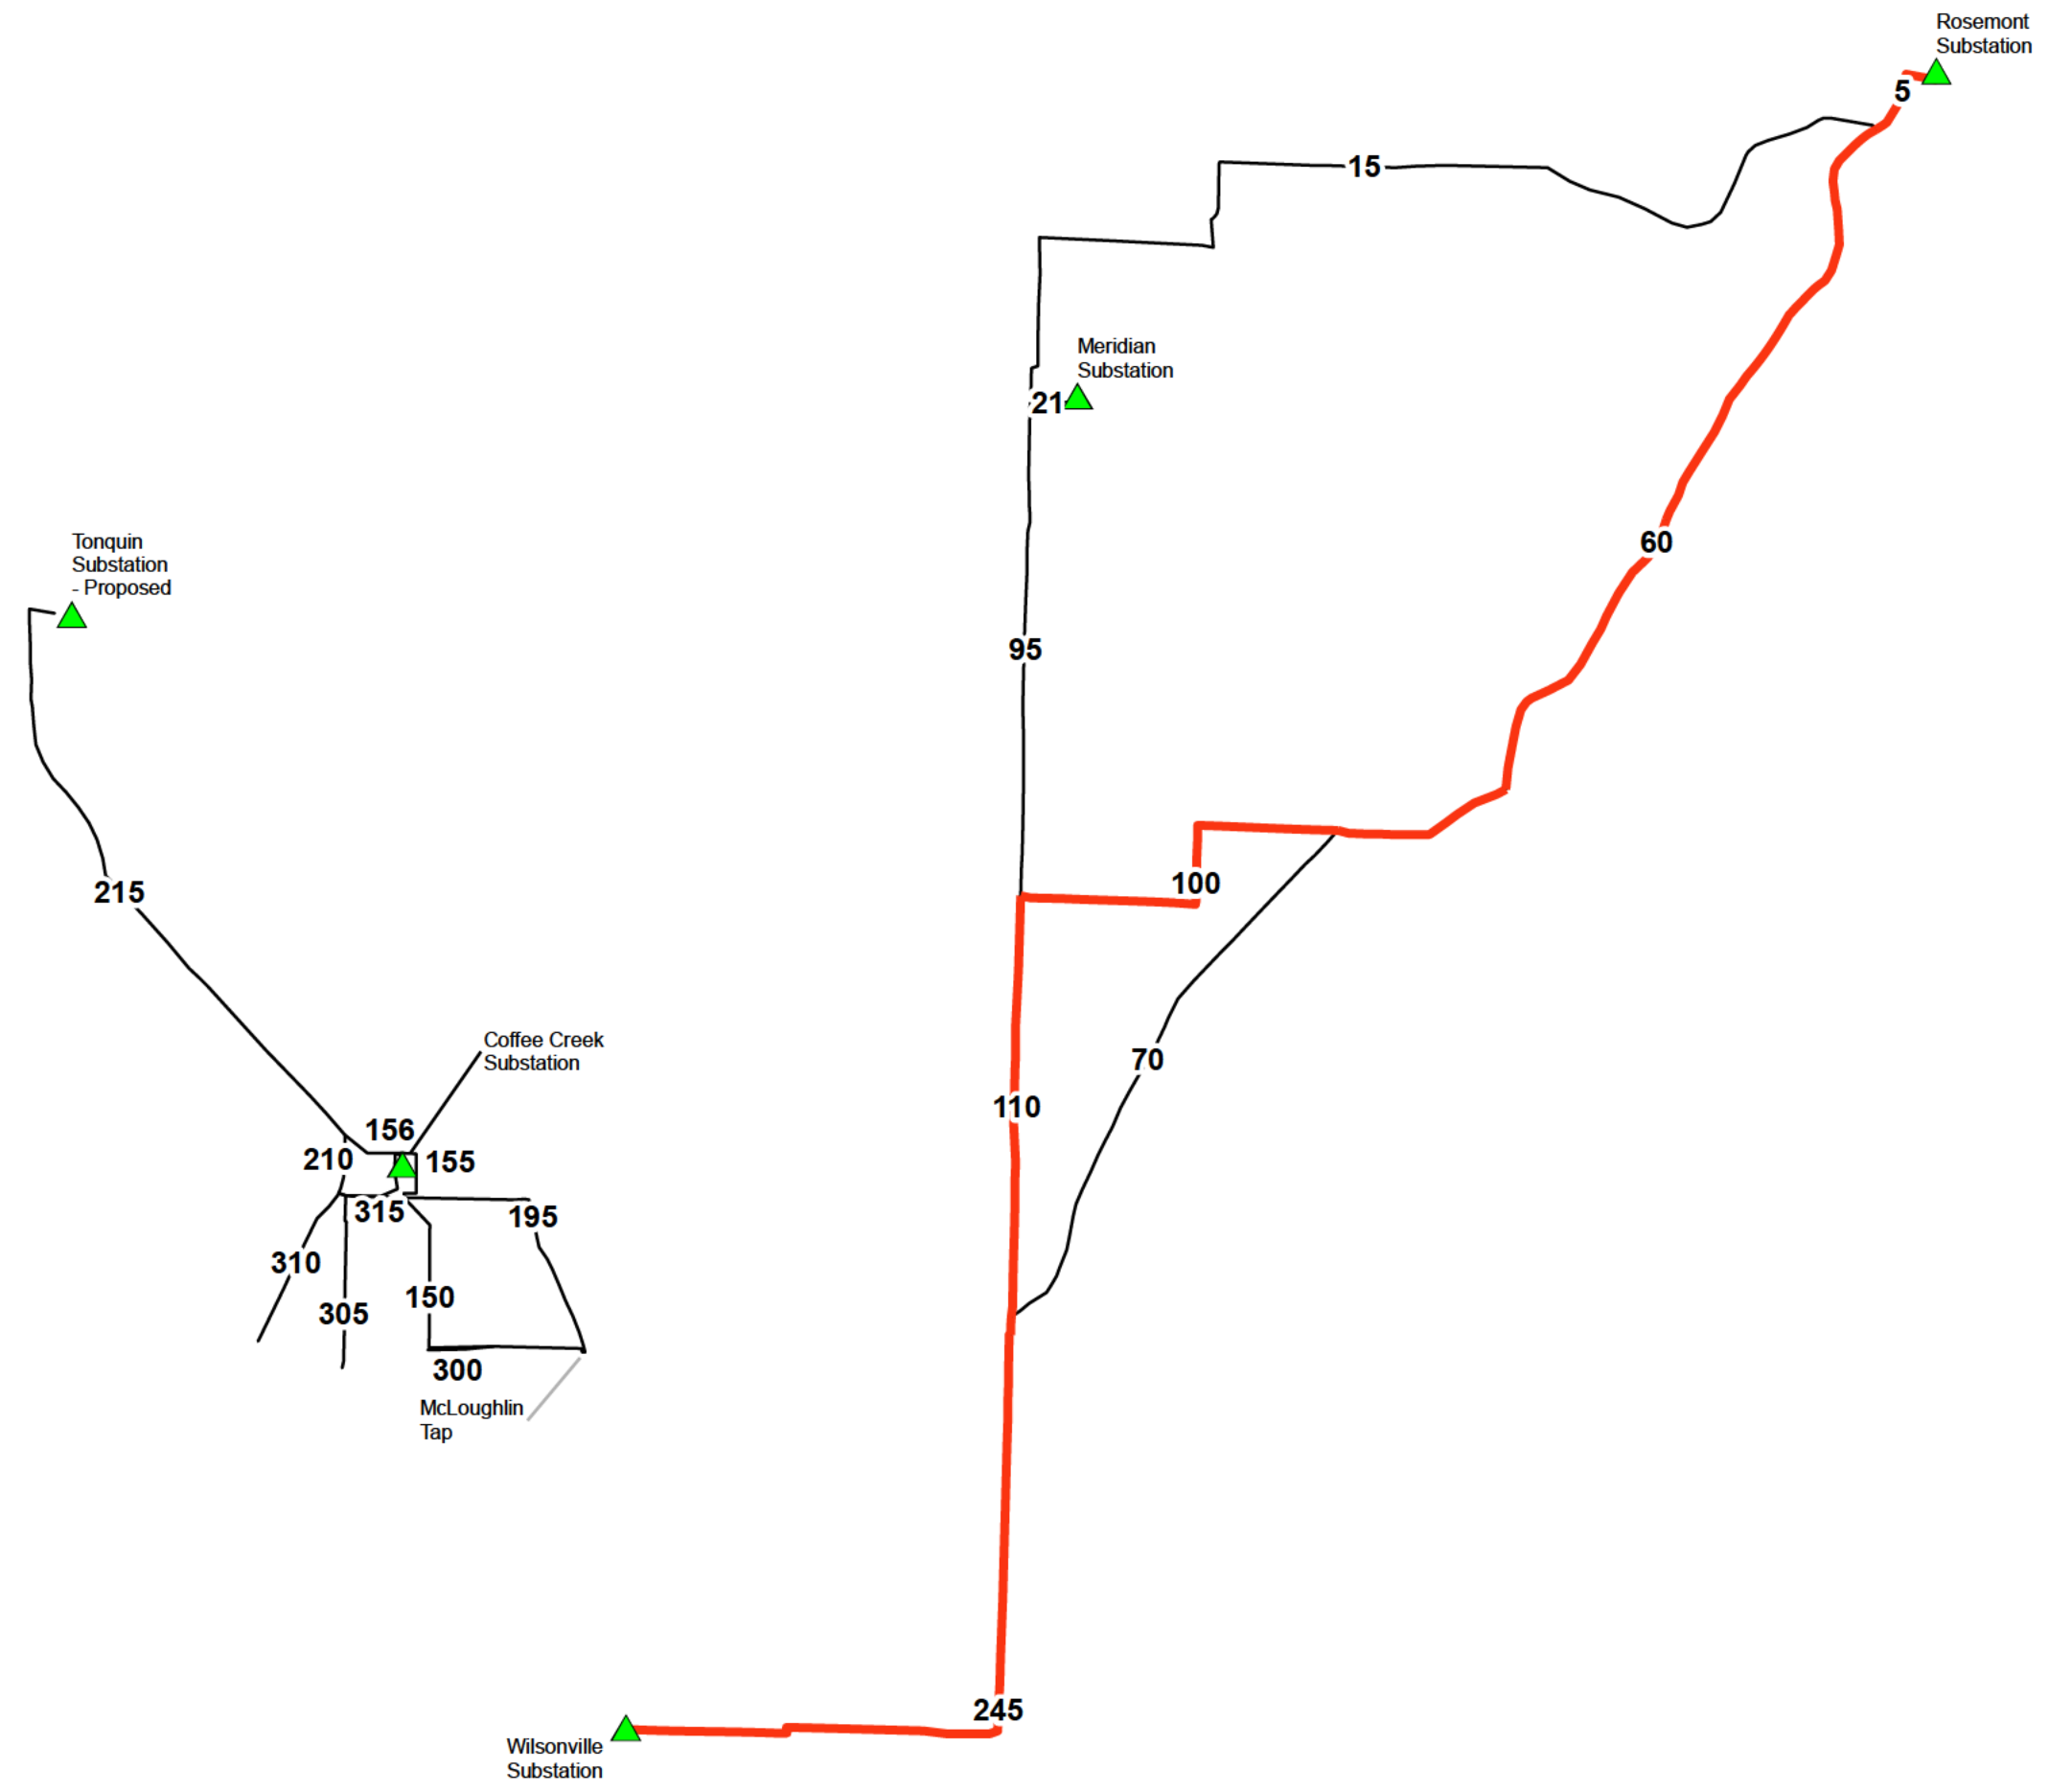 Rosemont
Substation
5
15
Meridian
Substation
21
Tonquin
Substation
- Proposed
60
95
100
215
Coffee Creek
Substation
70
110
156
210
155
315
195
310
150
305
300
McLoughlin
Tap
245
Wilsonville
Substation